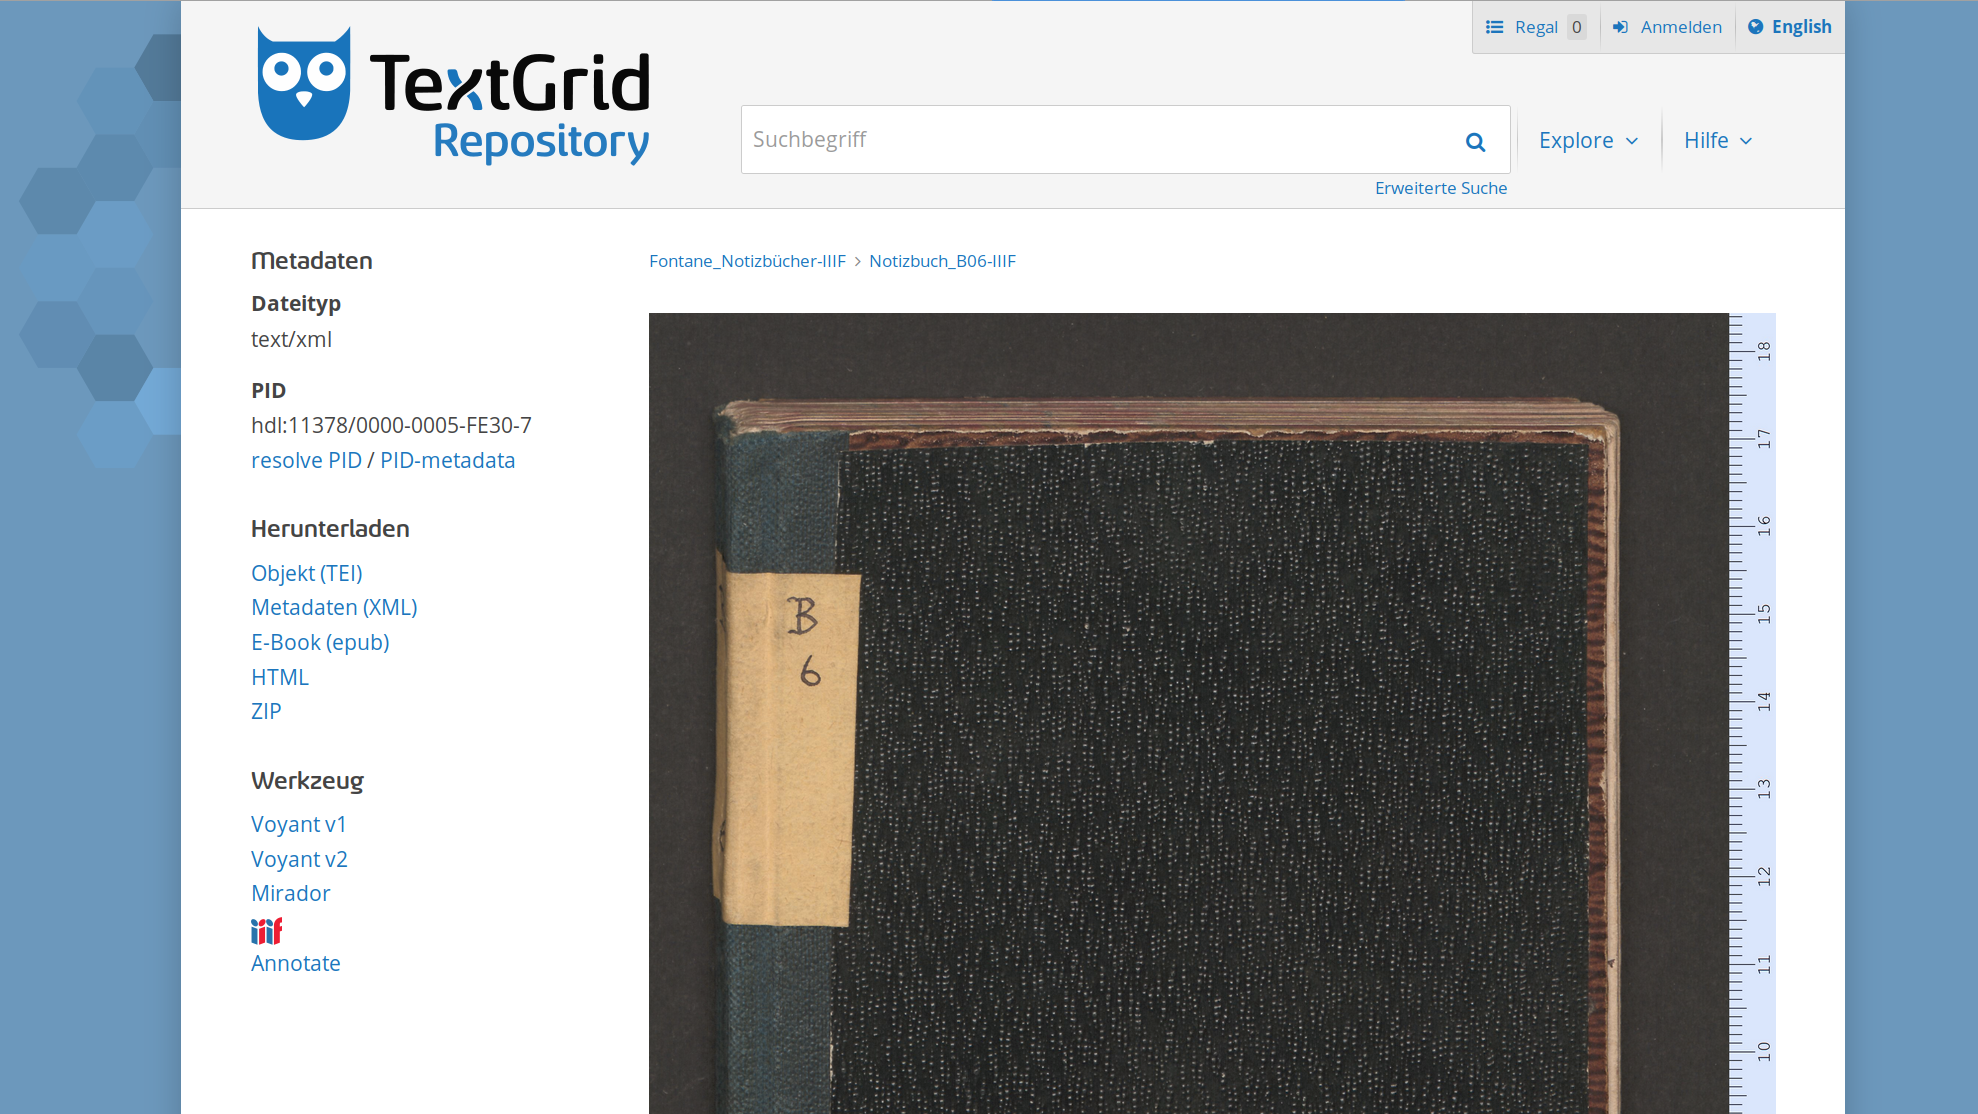 Regal 0
Anmelden
English
TextGrid
Repository
Suchbegriff
Explore
Hilfe
Erweiterte Suche
Metadaten
Dateityp
text/xml
PID
hdl:11378/0000-0005-FE30-7
resolve PID / PID-metadata
Herunterladen
Objekt (TEI)
Metadaten (XML)
E-Book (epub)
HTML
ZIP
Werkzeug
Voyant v1
Voyant v2
Mirador
iiif
Annotate
Fontane_Notizbücher-IIIF > Notizbuch_B06-IIIF
B
6
18
17
16
15
14
13
12
11
10